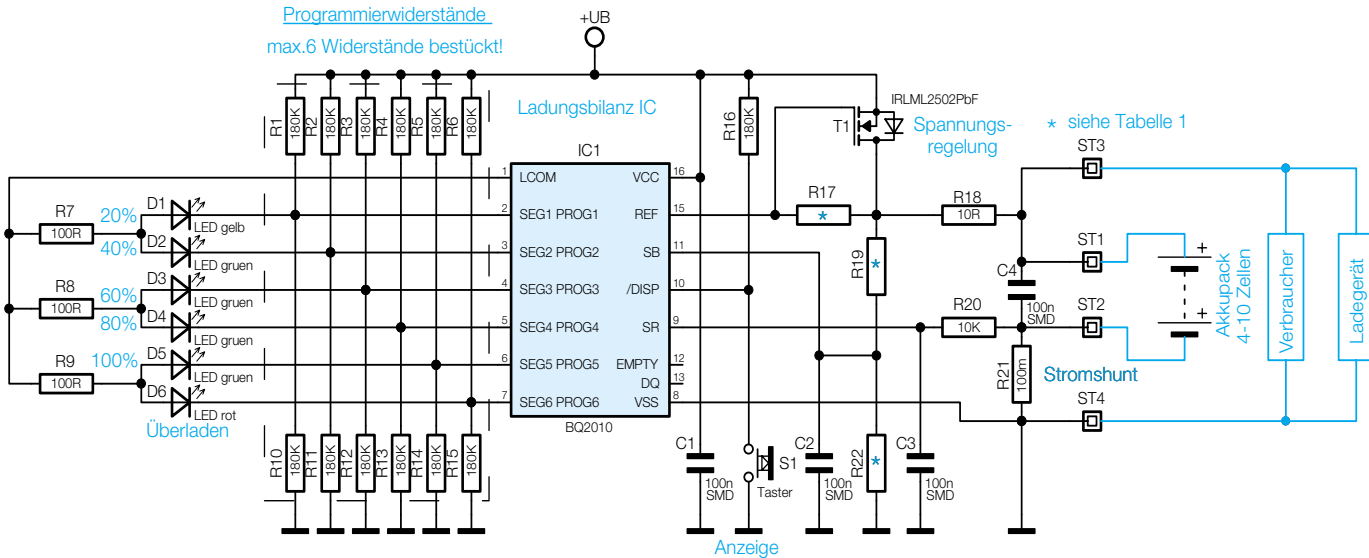 Programmierwiderstände
max.6 Widerstände bestückt!
+UB
Ladungsbilanz IC
IRLML2502PbF
T1
Spannungs-
regelung
* siehe Tabelle 1
R1 180K
R2 180K
R3 180K
R4 180K
R5 180K
R6 180K
R16 180K
IC1
1 LCOM VCC 16
2 SEG1 PROG1 REF 15
3 SEG2 PROG2 SB 11
4 SEG3 PROG3 /DISP 10
5 SEG4 PROG4 SR 9
6 SEG5 PROG5 EMPTY 12
DQ 13
7 SEG6 PROG6 VSS 8
BQ2010
R7
100R
20%
40%
D1
LED gelb
D2
LED gruen
R8
100R
60%
80%
D3
LED gruen
D4
LED gruen
R9
100R
100%
D5
LED gruen
D6
LED rot
Überladen
R17
*
R18
10R
R19 *
R20
10K
R21 100m
R22 *
C4
100n
SMD
ST3
ST1
ST2
ST4
Stromshunt
+
+
Akkupack
4-10 Zellen
Verbraucher
Ladegerät
R10 180K
R11 180K
R12 180K
R13 180K
R14 180K
R15 180K
C1
100n
SMD
S1
Taster
C2
100n
SMD
C3
100n
SMD
Anzeige